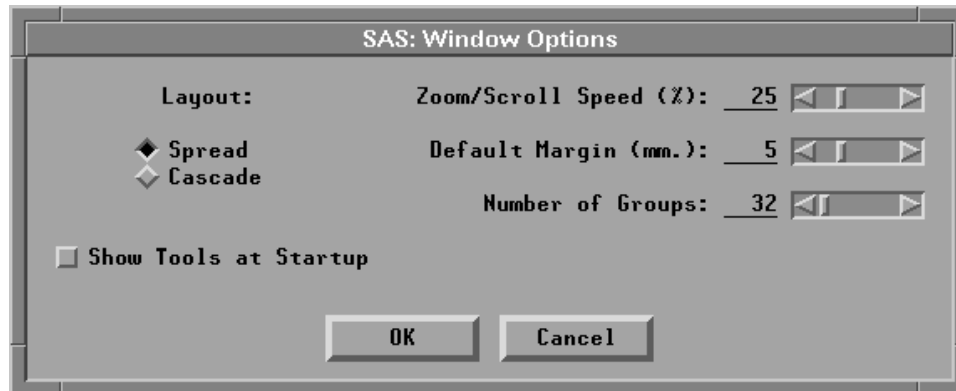 SAS: Window Options
Layout:
Spread
Cascade
Zoom/Scroll Speed (%): 25
Default Margin (mm.): 5
Number of Groups: 32
Show Tools at Startup
OK
Cancel